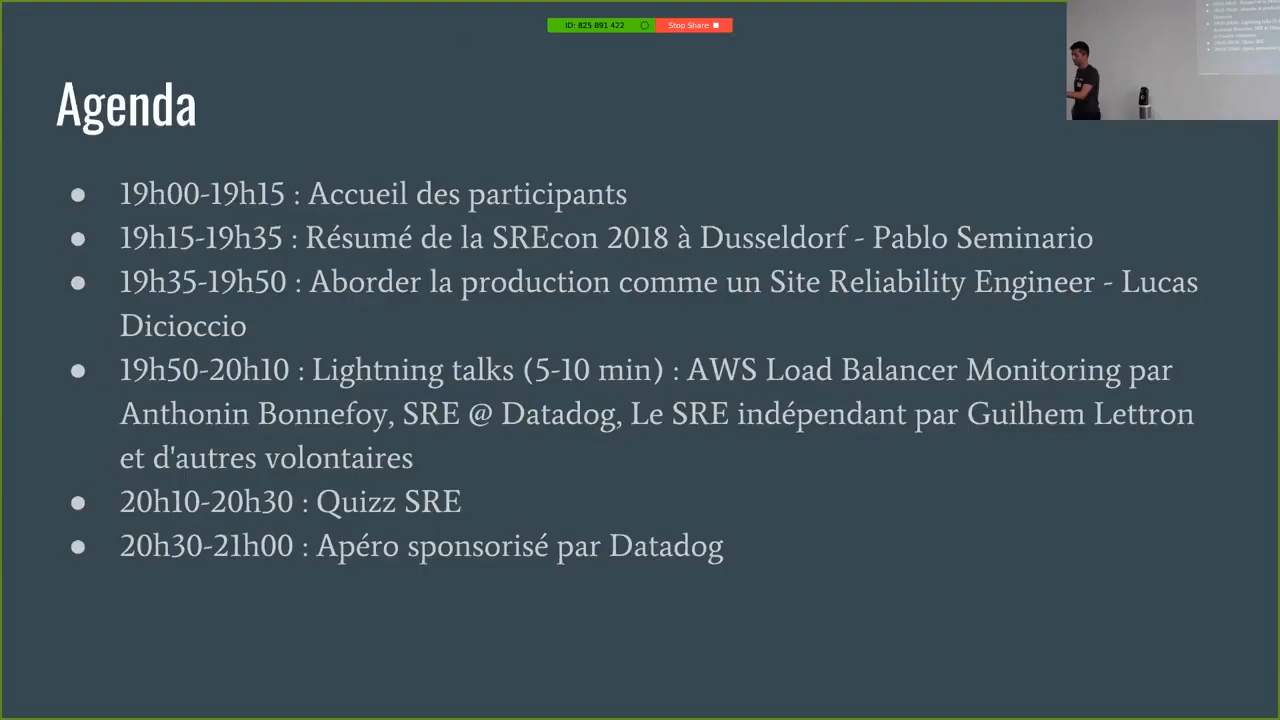 ID: 825 891 422
Stop Share
Agenda
● 19h00-19h15 : Accueil des participants
● 19h15-19h35 : Résumé de la SREcon 2018 à Dusseldorf - Pablo Seminario
● 19h35-19h50 : Aborder la production comme un Site Reliability Engineer - Lucas
Dicioccio
● 19h50-20h10 : Lightning talks (5-10 min) : AWS Load Balancer Monitoring par
Anthonin Bonnefoy, SRE @ Datadog, Le SRE indépendant par Guilhem Lettron
et d'autres volontaires
● 20h10-20h30 : Quizz SRE
● 20h30-21h00 : Apéro sponsorisé par Datadog